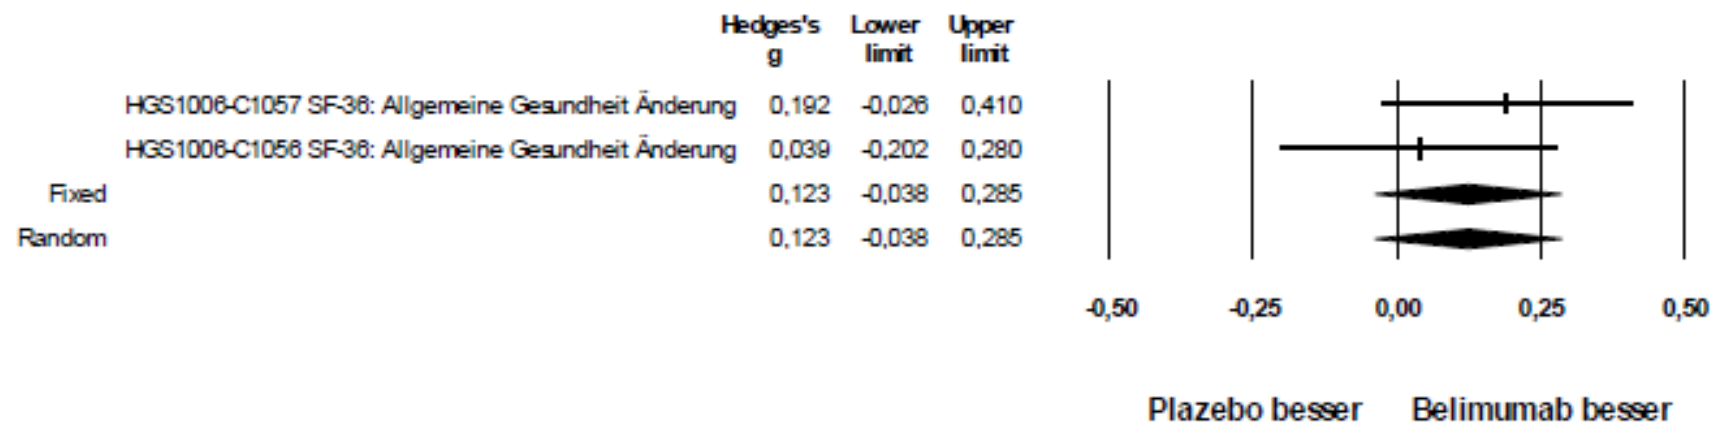 Hedges's Lower Upper
g limit limit
HGS1006-C1057 SF-36: Allgemeine Gesundheit Änderung 0,192 -0,026 0,410
HGS1006-C1056 SF-36: Allgemeine Gesundheit Änderung 0,039 -0,202 0,280
Fixed 0,123 -0,038 0,285
Random 0,123 -0,038 0,285
-0,50 -0,25 0,00 0,25 0,50
Plazebo besser Belimumab besser